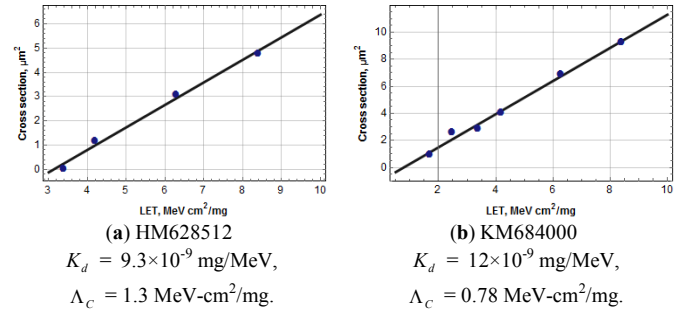 Cross section, μm²
6
5
4
3
2
1
0
3 4 5 6 7 8 9 10
LET, MeV cm²/mg
(a) HM628512
K_d = 9.3×10⁻⁹ mg/MeV,
Λ_C = 1.3 MeV-cm²/mg.
Cross section, μm²
10
8
6
4
2
0
2 4 6 8 10
LET, MeV cm²/mg
(b) KM684000
K_d = 12×10⁻⁹ mg/MeV,
Λ_C = 0.78 MeV-cm²/mg.